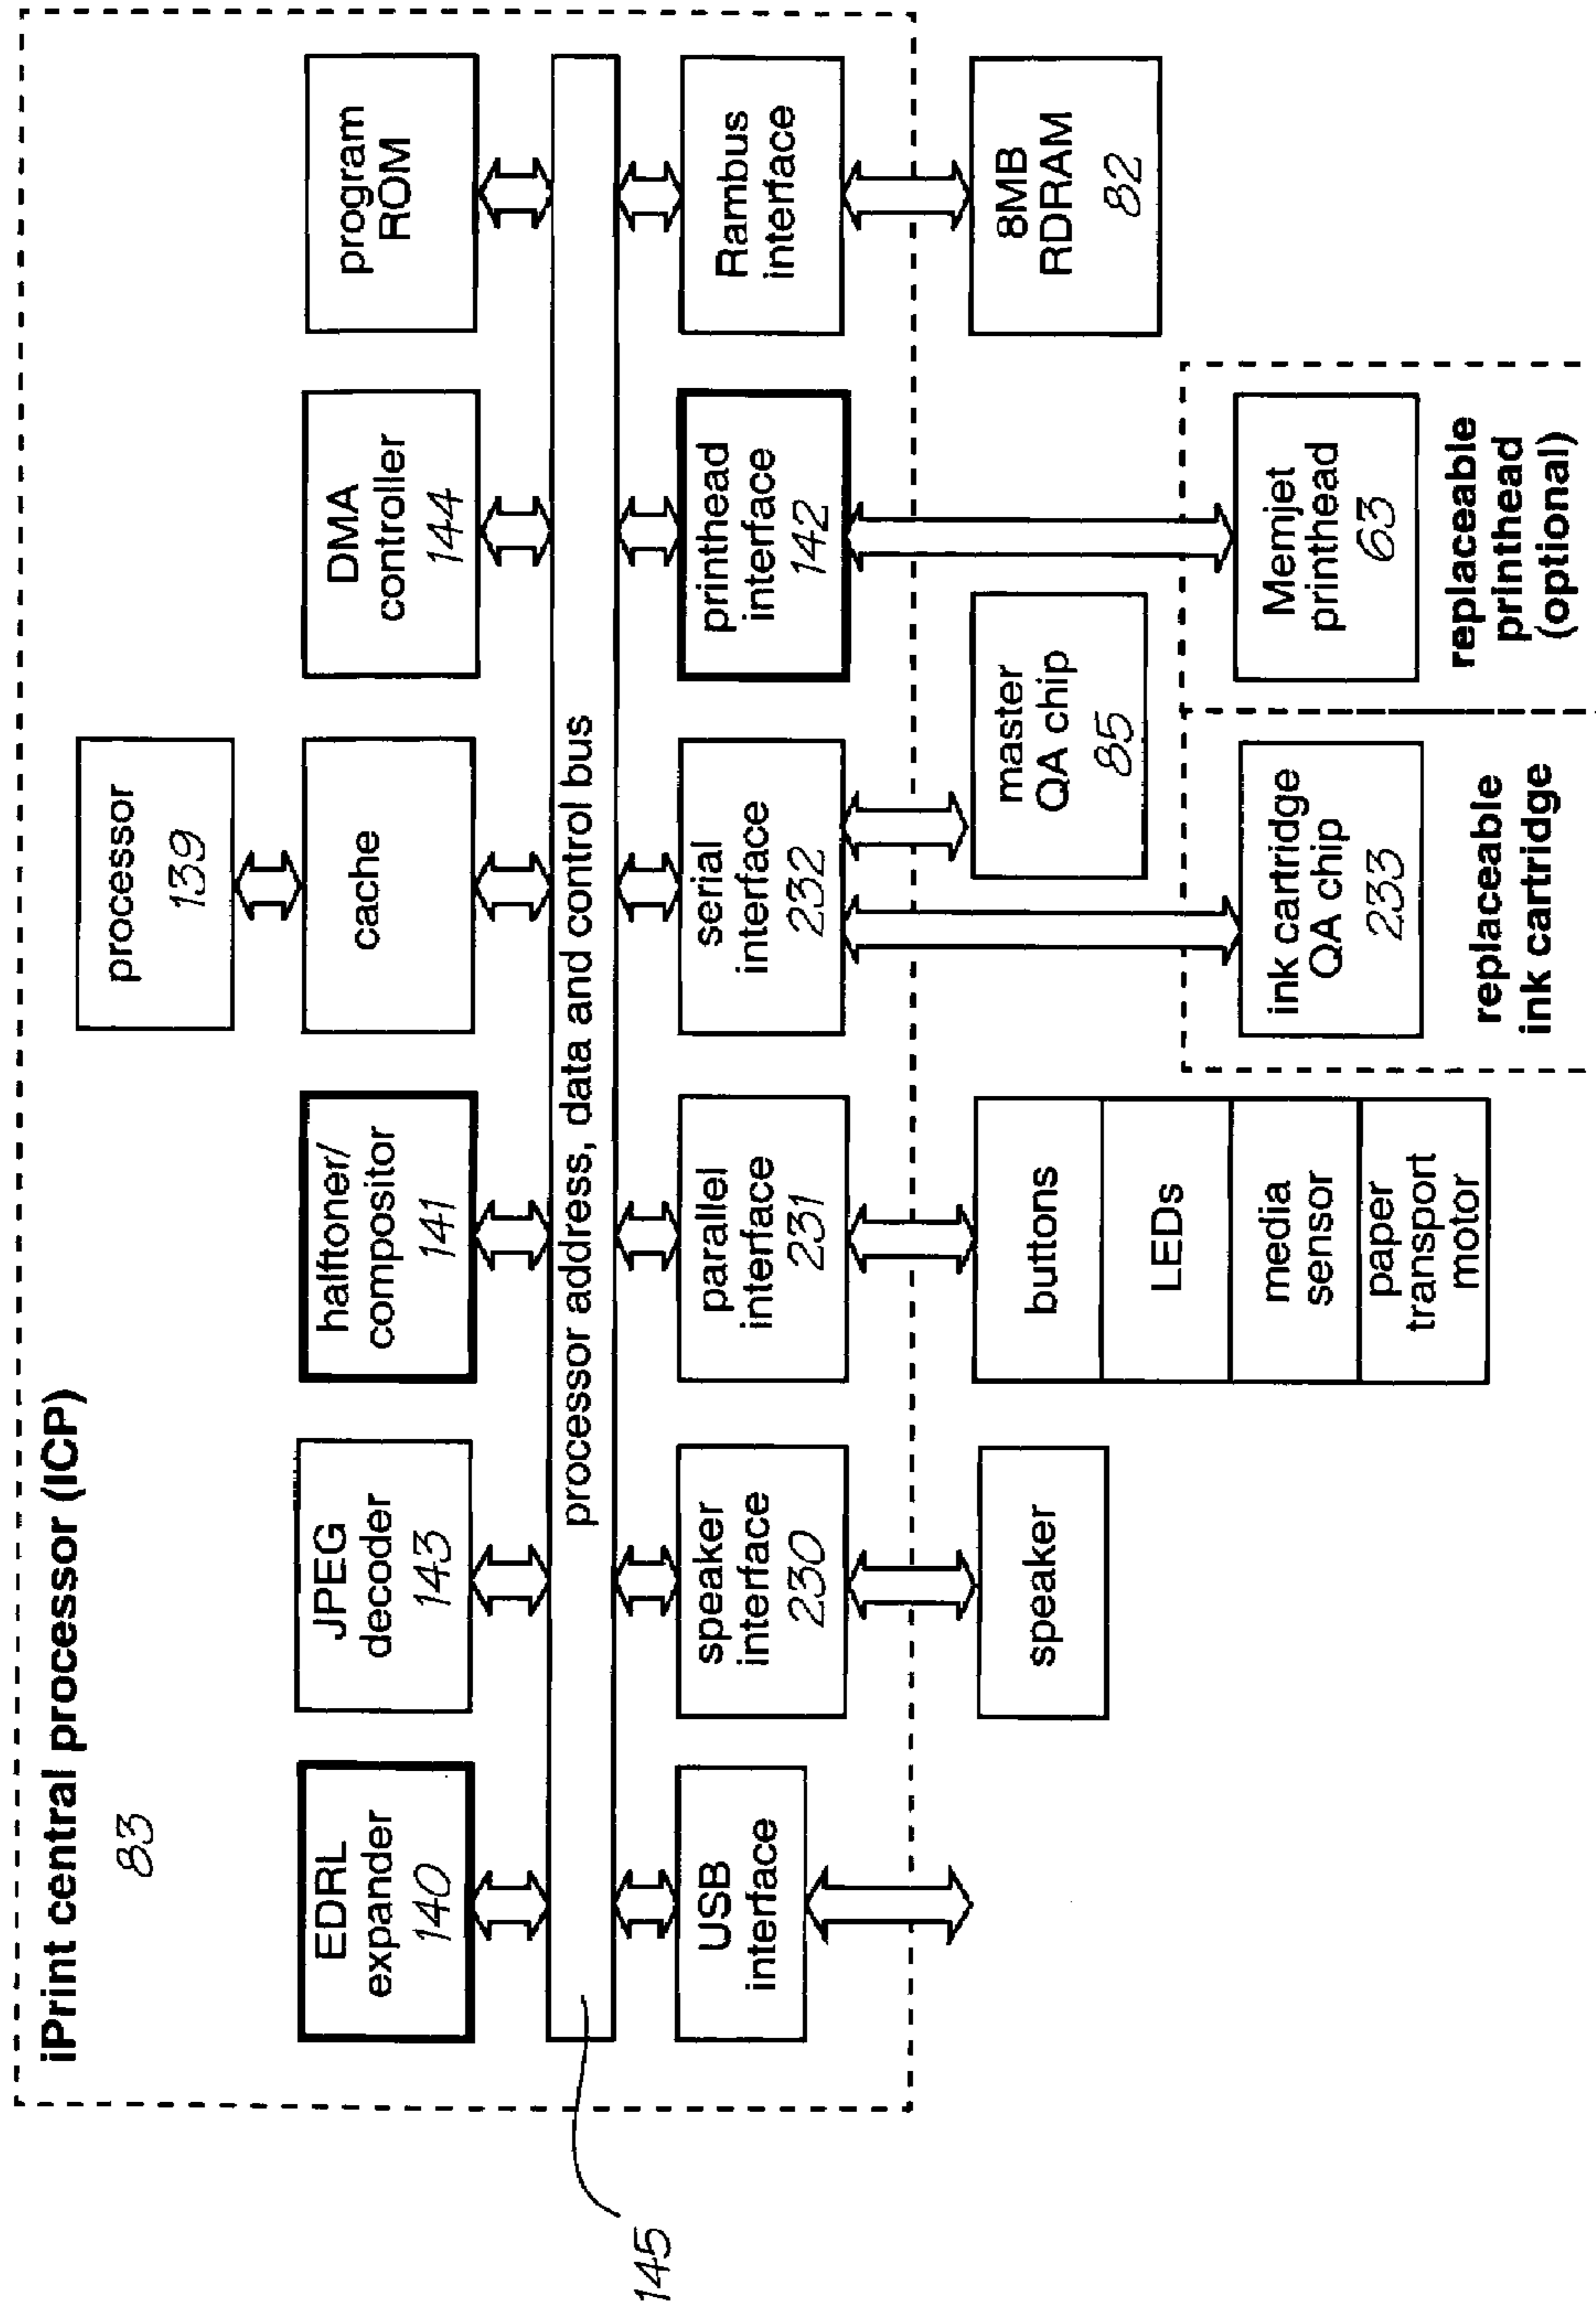 iPrint central processor (ICP)
83
processor
139
EDRL
expander
140
JPEG
decoder
143
halftoner/
compositor
141
cache
DMA
controller
144
program
ROM
processor address, data and control bus
145
USB
interface
speaker
interface
230
parallel
interface
231
serial
interface
232
printhead
interface
142
Rambus
interface
speaker
buttons
LEDs
media
sensor
paper
transport
motor
master
QA chip
85
8MB
RDRAM
82
ink cartridge
QA chip
233
replaceable
ink cartridge
Memjet
printhead
63
replaceable
printhead
(optional)